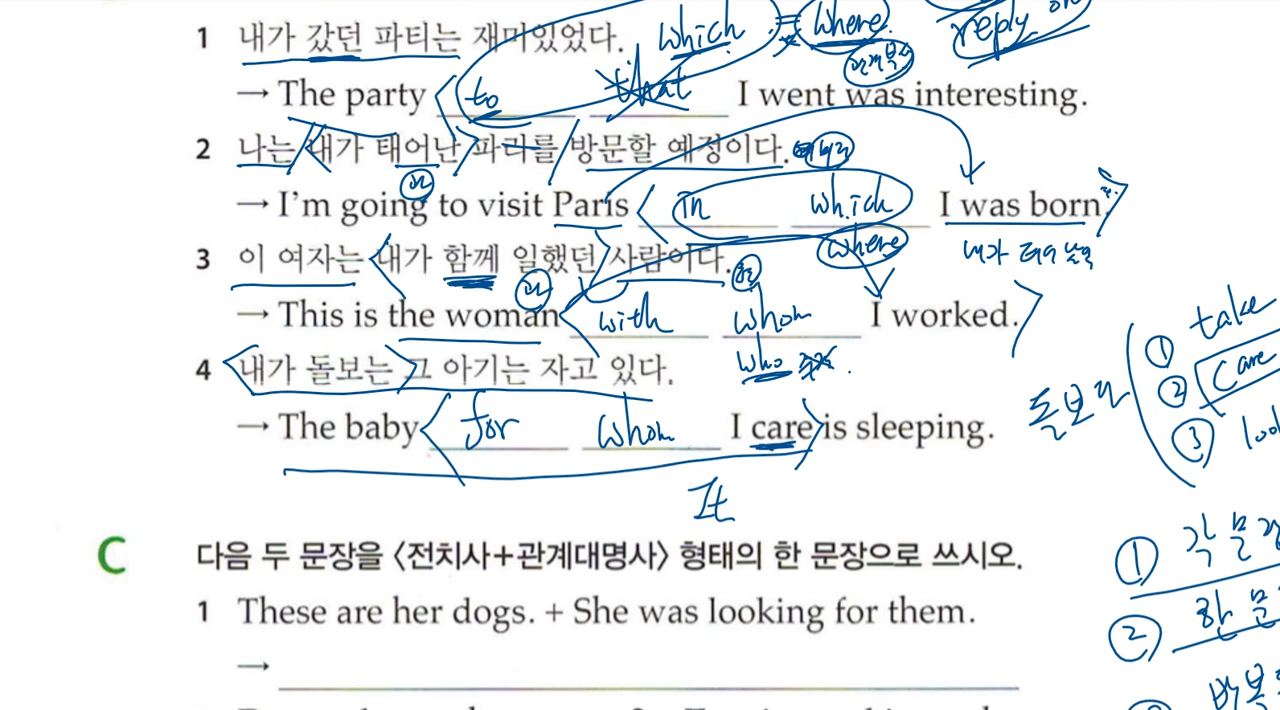 1 내가 갔던 파티는 재미있었다. which = where reply on
관계부사
→ The party to that I went was interesting.
2 나는 내가 태어난 파리를 방문할 예정이다.
→ I'm going to visit Paris in which I was born.
where
3 이 여자는 내가 함께 일했던 사람이다.
→ This is the woman with whom I worked.
who
① take
4 내가 돌보는 그 아기는 자고 있다.
② care
돌보다
→ The baby for whom I care is sleeping.
③
It
C 다음 두 문장을 〈전치사+관계대명사〉 형태의 한 문장으로 쓰시오.
①
1 These are her dogs. + She was looking for them.
②
→